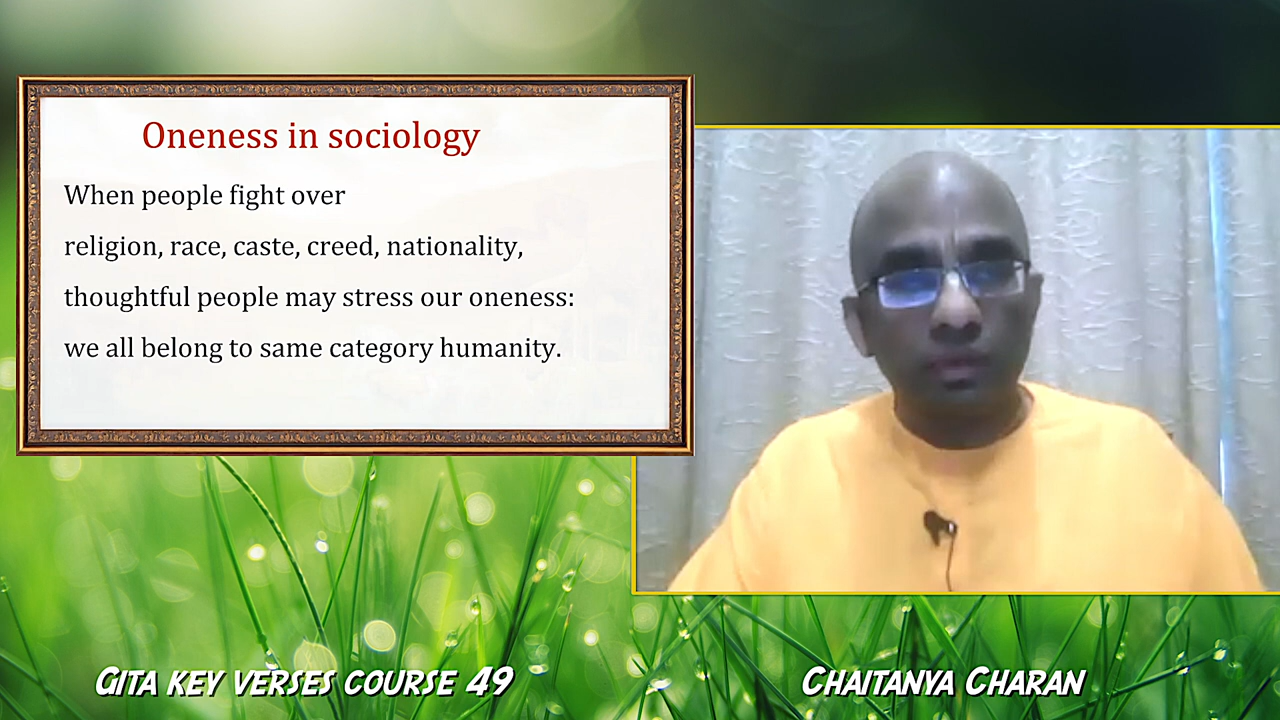 Oneness in sociology
When people fight over
religion, race, caste, creed, nationality,
thoughtful people may stress our oneness:
we all belong to same category humanity.
GITA KEY VERSES COURSE 49
CHAITANYA CHARAN